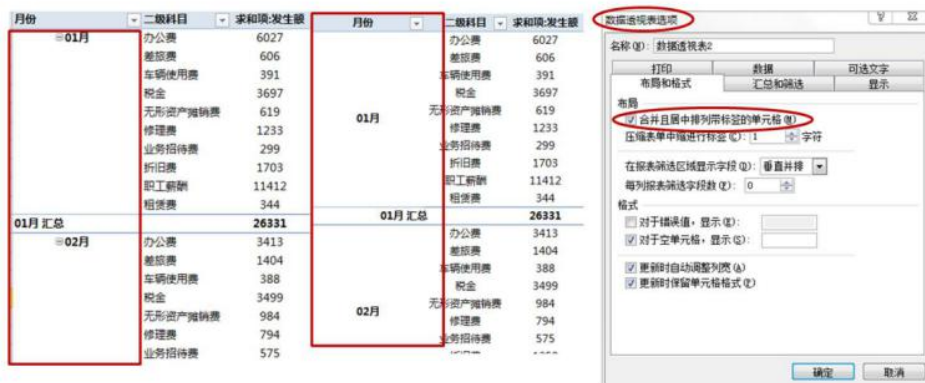 月份 二级科目 求和项:发生额
01月 办公费 6027
差旅费 606
车辆使用费 391
税金 3697
无形资产摊销费 619
修理费 1233
业务招待费 299
折旧费 1703
职工薪酬 11412
租赁费 344
01月 汇总 26331
02月 办公费 3413
差旅费 1404
车辆使用费 388
税金 3499
无形资产摊销费 984
修理费 794
业务招待费 575
月份 二级科目 求和项:发生额
办公费 6027
差旅费 606
车辆使用费 391
税金 3697
无形资产摊销费 619
01月
修理费 1233
业务招待费 299
折旧费 1703
职工薪酬 11412
租赁费 344
01月 汇总 26331
办公费 3413
差旅费 1404
车辆使用费 388
税金 3499
无形资产摊销费 984
02月
修理费 794
业务招待费 575
数据透视表选项
名称(N): 数据透视表2
打印 数据 可选文字
布局和格式 汇总和筛选 显示
布局
合并且居中排列带标签的单元格(M)
压缩表单中缩进行标签(C): 1 字符
在报表筛选区域显示字段(D): 垂直并排
每列报表筛选字段数(F): 0
格式
对于错误值，显示(E):
对于空单元格，显示(S):
更新时自动调整列宽(A)
更新时保留单元格格式(P)
确定 取消